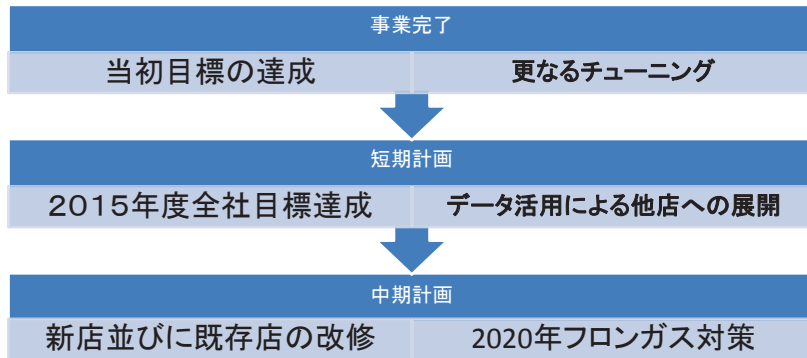 事業完了
当初目標の達成
更なるチューニング
短期計画
２０１５年度全社目標達成
データ活用による他店への展開
中期計画
新店並びに既存店の改修
2020年フロンガス対策